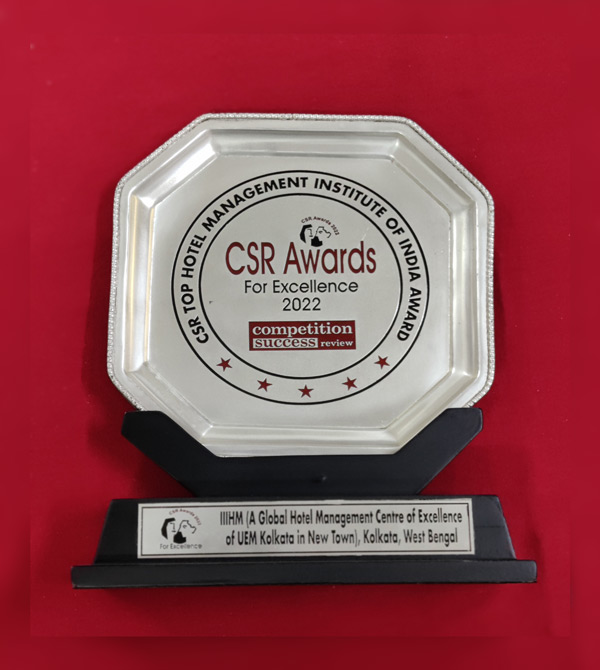 CSR TOP HOTEL MANAGEMENT INSTITUTE OF INDIA AWARD
CSR Awards 2022
CSR Awards
For Excellence
2022
competition
success review
CSR Awards 2022
For Excellence
IIIHM (A Global Hotel Management Centre of Excellence
of UEM Kolkata in New Town), Kolkata, West Bengal